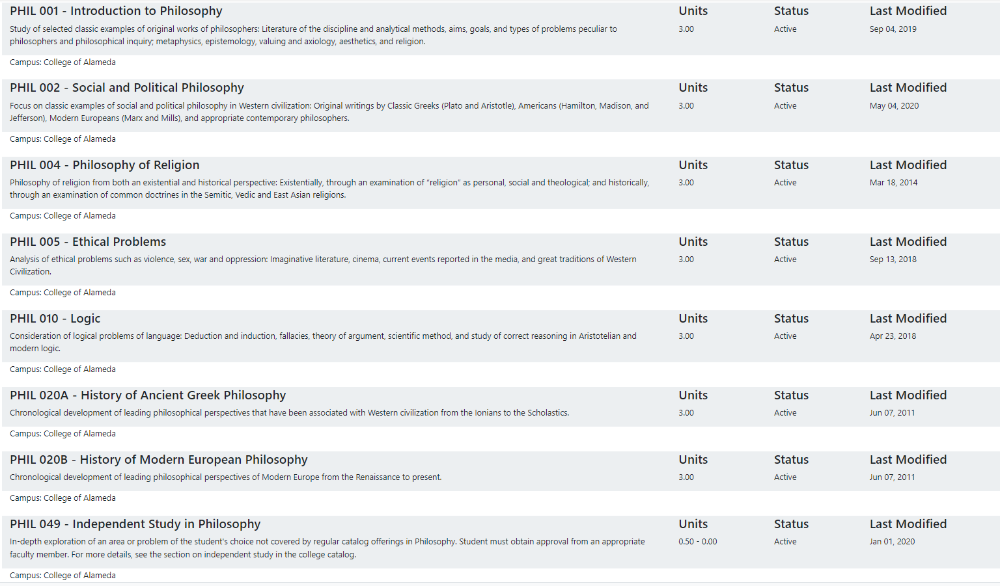 PHIL 001 - Introduction to Philosophy Units Status Last Modified
Study of selected classic examples of original works of philosophers: Literature of the discipline and analytical methods, aims, goals, and types of problems peculiar to 3.00 Active Sep 04, 2019
philosophers and philosophical inquiry; metaphysics, epistemology, valuing and axiology, aesthetics, and religion.
Campus: College of Alameda
PHIL 002 - Social and Political Philosophy Units Status Last Modified
Focus on classic examples of social and political philosophy in Western civilization: Original writings by Classic Greeks (Plato and Aristotle), Americans (Hamilton, Madison, and 3.00 Active May 04, 2020
Jefferson), Modern Europeans (Marx and Mills), and appropriate contemporary philosophers.
Campus: College of Alameda
PHIL 004 - Philosophy of Religion Units Status Last Modified
Philosophy of religion from both an existential and historical perspective: Existentially, through an examination of “religion” as personal, social and theological; and historically, 3.00 Active Mar 18, 2014
through an examination of common doctrines in the Semitic, Vedic and East Asian religions.
Campus: College of Alameda
PHIL 005 - Ethical Problems Units Status Last Modified
Analysis of ethical problems such as violence, sex, war and oppression: Imaginative literature, cinema, current events reported in the media, and great traditions of Western 3.00 Active Sep 13, 2018
Civilization.
Campus: College of Alameda
PHIL 010 - Logic Units Status Last Modified
Consideration of logical problems of language: Deduction and induction, fallacies, theory of argument, scientific method, and study of correct reasoning in Aristotelian and 3.00 Active Apr 23, 2018
modern logic.
Campus: College of Alameda
PHIL 020A - History of Ancient Greek Philosophy Units Status Last Modified
Chronological development of leading philosophical perspectives that have been associated with Western civilization from the Ionians to the Scholastics. 3.00 Active Jun 07, 2011
Campus: College of Alameda
PHIL 020B - History of Modern European Philosophy Units Status Last Modified
Chronological development of leading philosophical perspectives of Modern Europe from the Renaissance to present. 3.00 Active Jun 07, 2011
Campus: College of Alameda
PHIL 049 - Independent Study in Philosophy Units Status Last Modified
In-depth exploration of an area or problem of the student's choice not covered by regular catalog offerings in Philosophy. Student must obtain approval from an appropriate 0.50 - 0.00 Active Jan 01, 2020
faculty member. For more details, see the section on independent study in the college catalog.
Campus: College of Alameda